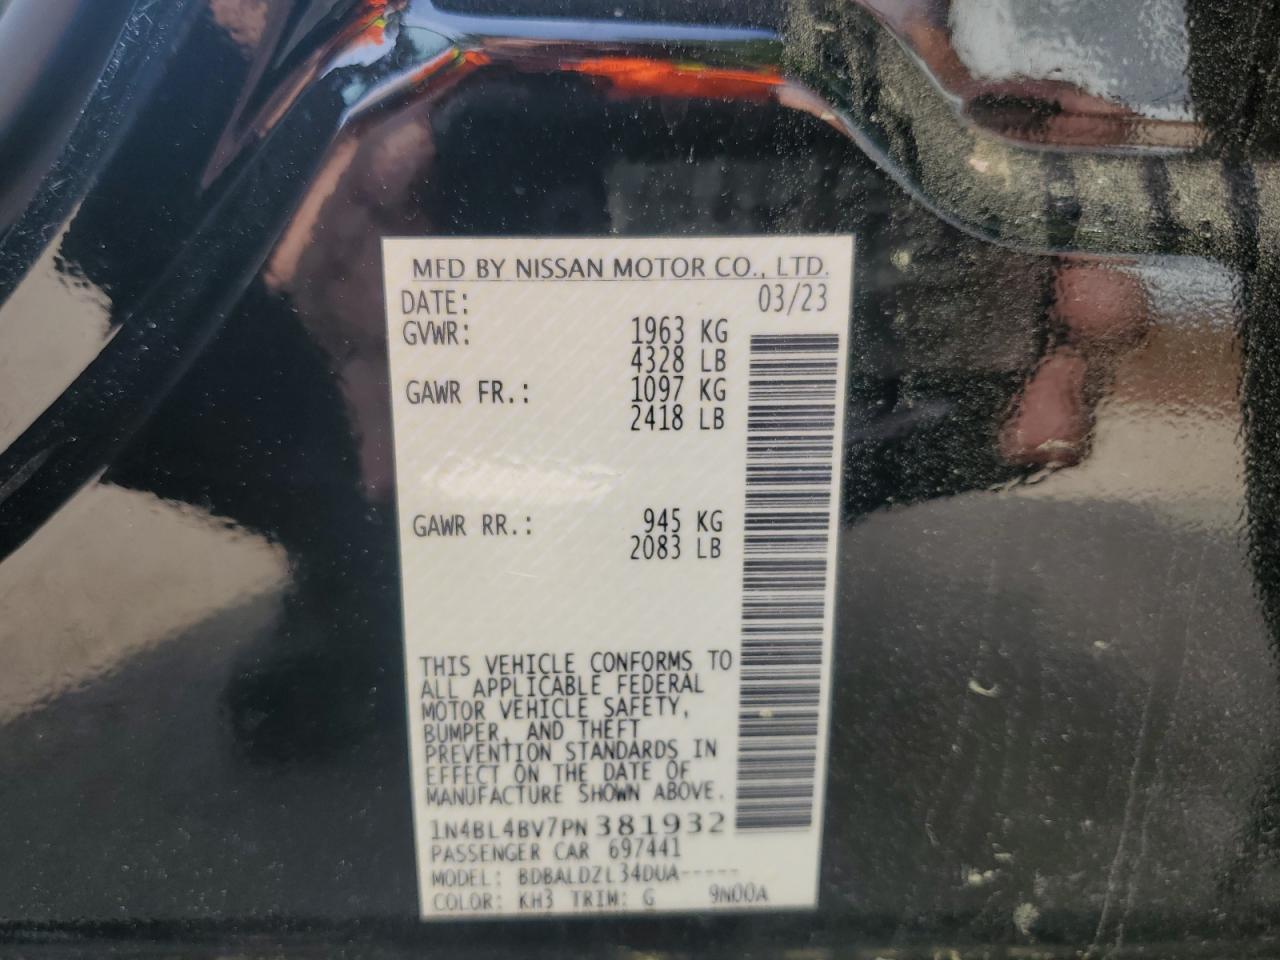 MFD BY NISSAN MOTOR CO., LTD.
DATE: 03/23
GVWR: 1963 KG
4328 LB
GAWR FR.: 1097 KG
2418 LB
GAWR RR.: 945 KG
2083 LB
THIS VEHICLE CONFORMS TO
ALL APPLICABLE FEDERAL
MOTOR VEHICLE SAFETY,
BUMPER, AND THEFT
PREVENTION STANDARDS IN
EFFECT ON THE DATE OF
MANUFACTURE SHOWN ABOVE.
1N4BL4BV7PN381932
PASSENGER CAR 697441
MODEL: BDBALDZL34DUA-----
COLOR: KH3 TRIM: G 9N00A